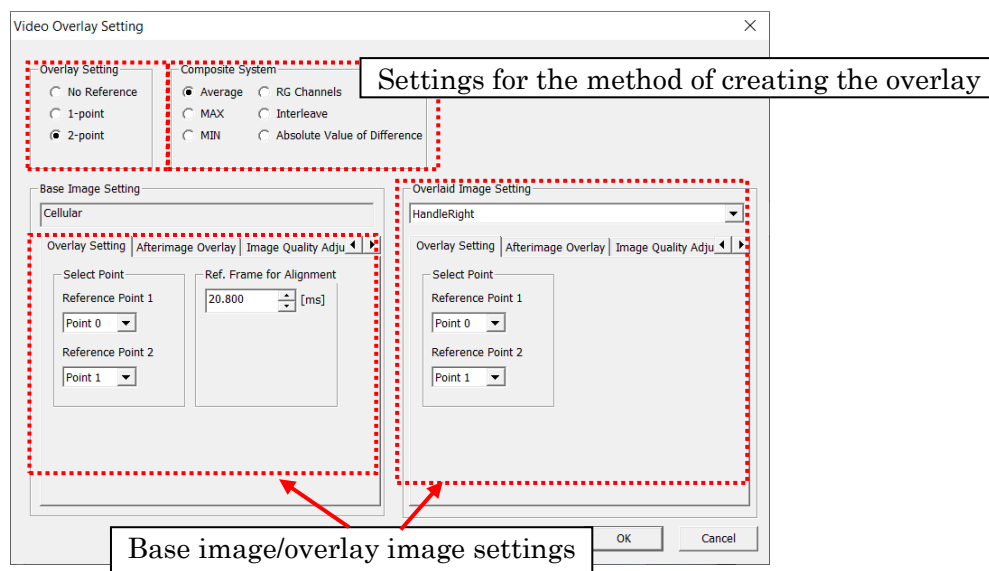 Video Overlay Setting
Overlay Setting
No Reference
1-point
2-point
Composite System
Average
RG Channels
MAX
Interleave
MIN
Absolute Value of Difference
Settings for the method of creating the overlay
Base Image Setting
Cellular
Overlay Setting Afterimage Overlay Image Quality Adju
Select Point
Reference Point 1
Point 0
Reference Point 2
Point 1
Ref. Frame for Alignment
20.800 [ms]
Overlaid Image Setting
HandleRight
Overlay Setting Afterimage Overlay Image Quality Adju
Select Point
Reference Point 1
Point 0
Reference Point 2
Point 1
Base image/overlay image settings
OK
Cancel